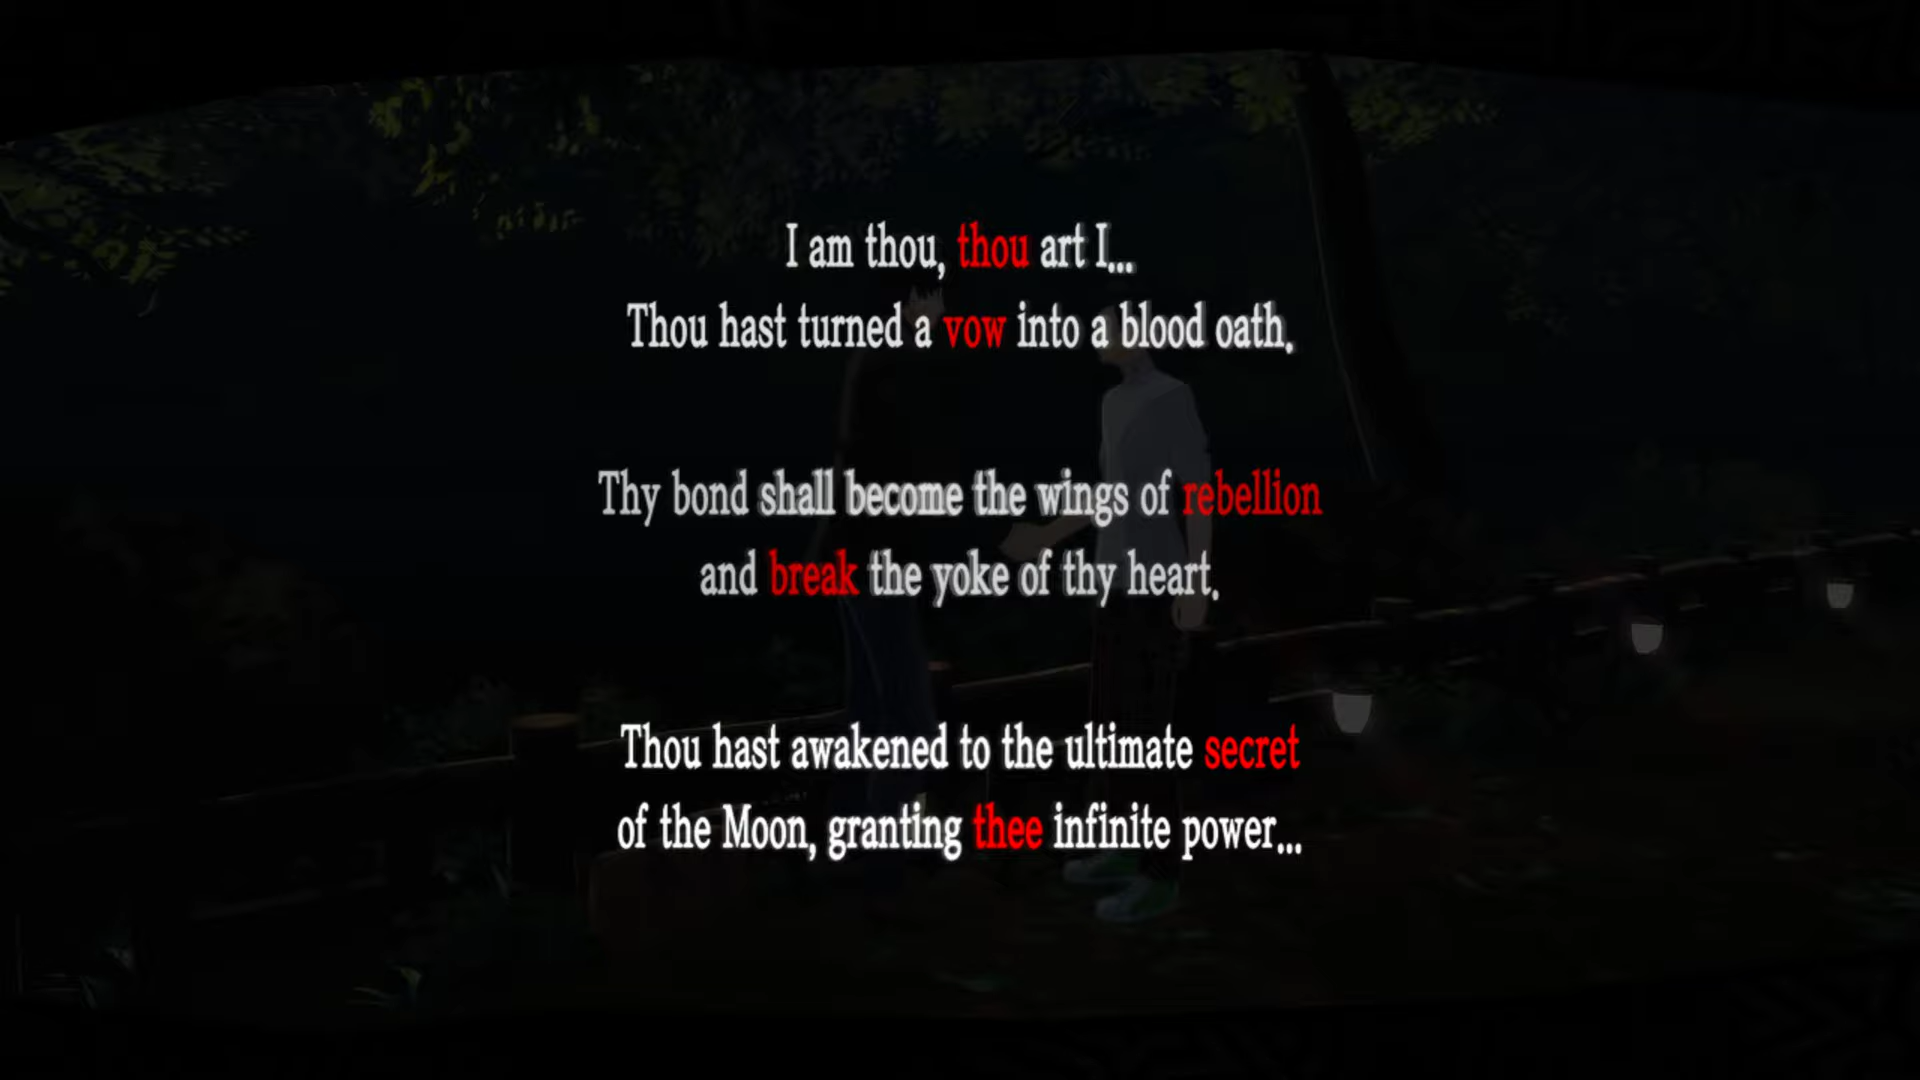 I am thou, thou art I...
Thou hast turned a vow into a blood oath.
Thy bond shall become the wings of rebellion
and break the yoke of thy heart.
Thou hast awakened to the ultimate secret
of the Moon, granting thee infinite power...